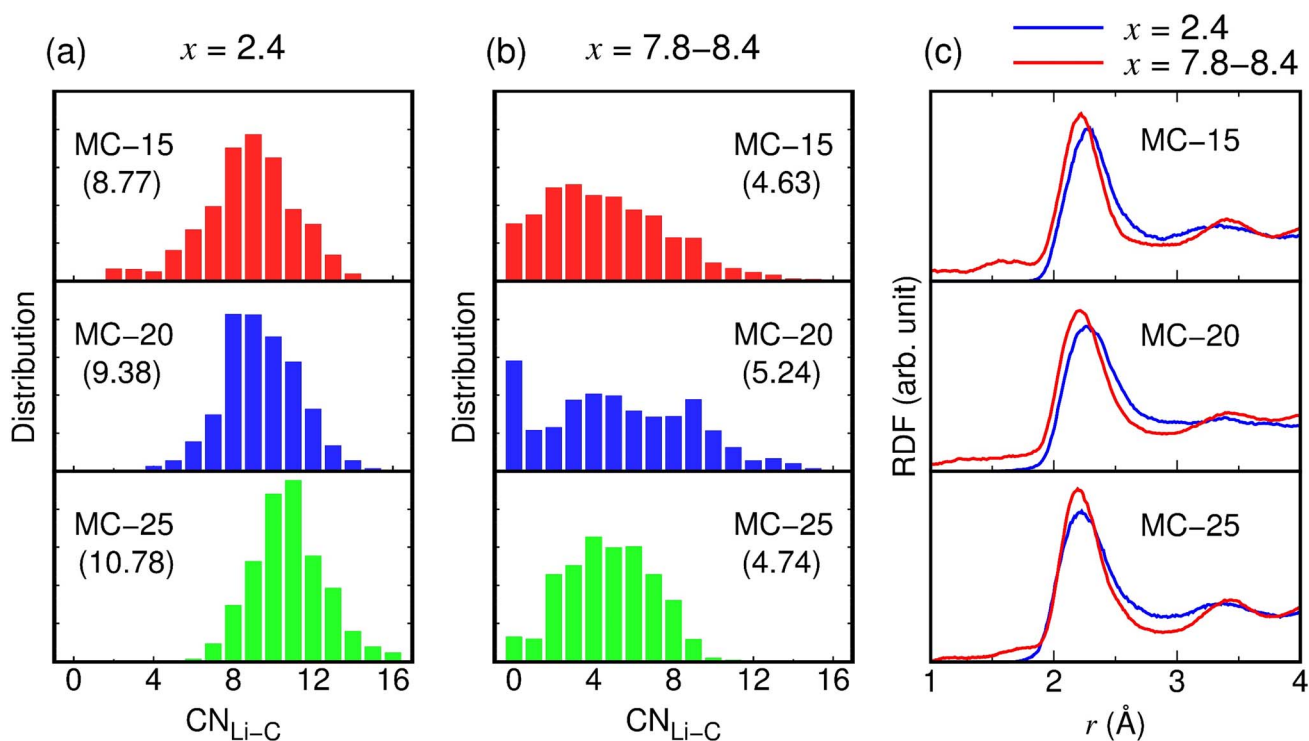 (a) x = 2.4
Distribution
MC−15
(8.77)
MC−20
(9.38)
MC−25
(10.78)
0 4 8 12 16
CNLi−C
(b) x = 7.8−8.4
Distribution
MC−15
(4.63)
MC−20
(5.24)
MC−25
(4.74)
0 4 8 12 16
CNLi−C
(c)
x = 2.4
x = 7.8−8.4
RDF (arb. unit)
MC−15
MC−20
MC−25
1 2 3 4
r (Å)